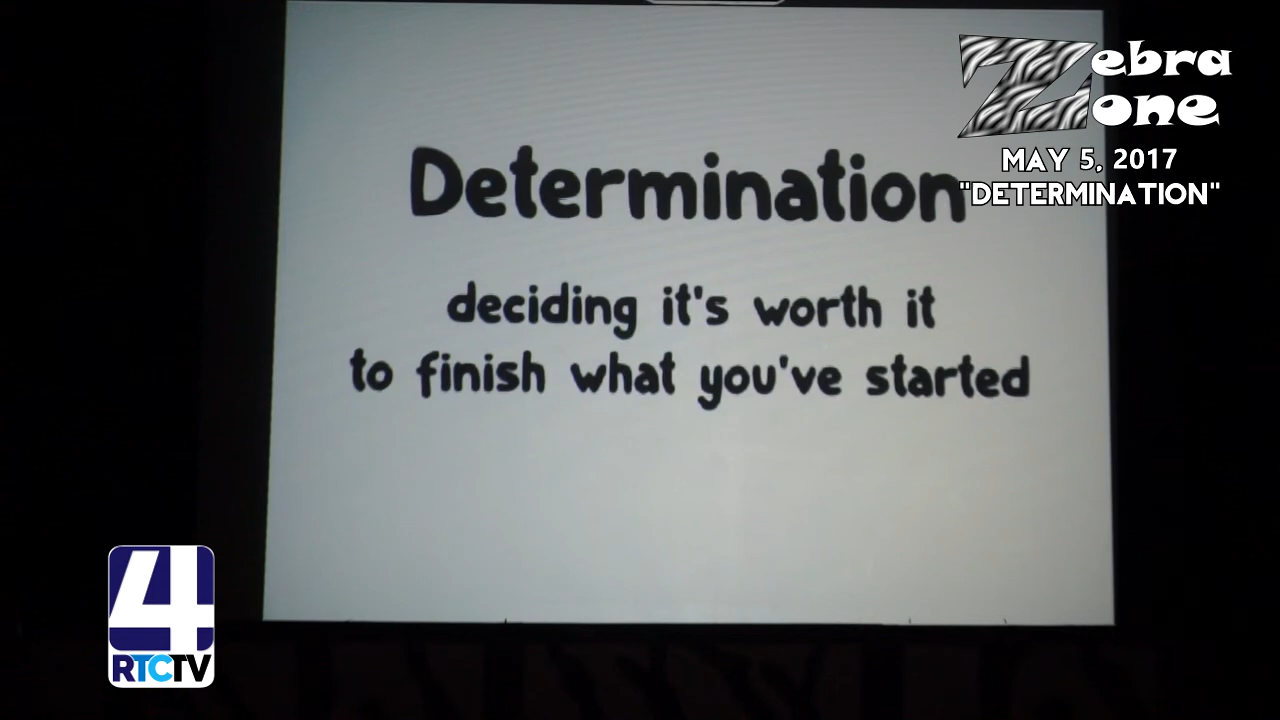 Zebra
Zone
MAY 5, 2017
"DETERMINATION"
Determination
deciding it's worth it
to finish what you've started
4
RTCTV